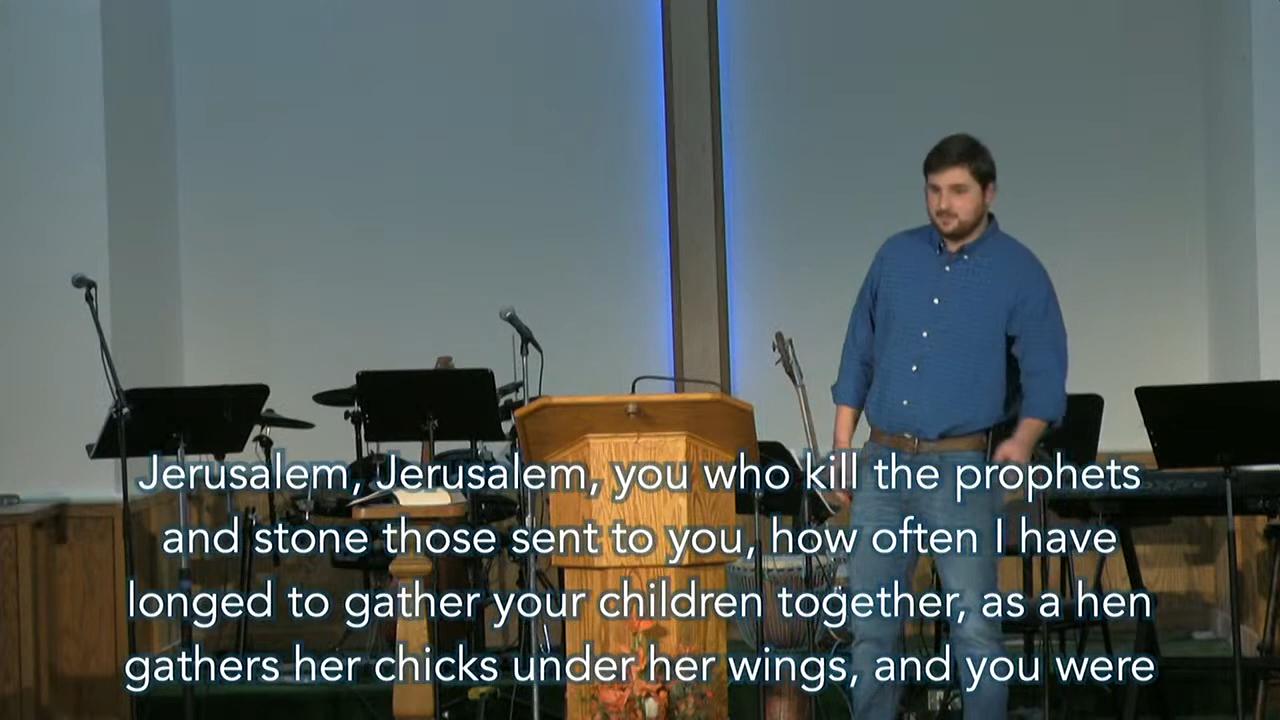 Jerusalem, Jerusalem, you who kill the prophets
and stone those sent to you, how often I have
longed to gather your children together, as a hen
gathers her chicks under her wings, and you were